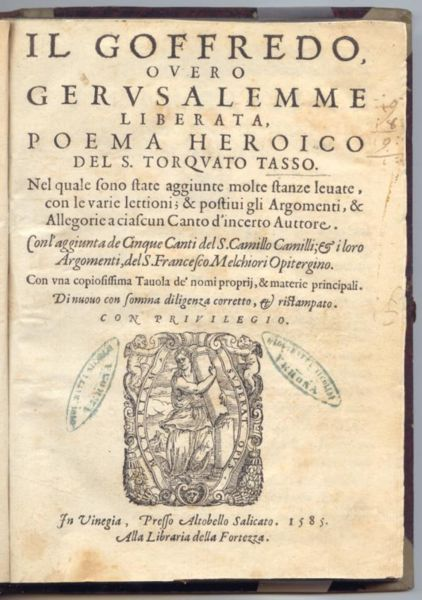 IL GOFFREDO,
OVERO
GERVSALEMME
LIBERATA,
POEMA HEROICO
DEL S. TORQVATO TASSO.
Nel quale sono state aggiunte molte stanze leuate,
con le varie lettioni; & postiui gli Argomenti, &
Allegorie a ciascun Canto d'incerto Auttore.
Con l'aggiunta de Cinque Canti del S. Camillo Camilli; & i loro
Argomenti, del S. Francesco Melchiori Opitergino.
Con vna copiosissima Tauola de' nomi proprij, & materie principali.
Di nuouo con somma diligenza corretto, & ristampato.
CON PRIVILEGIO.
In Vinegia, Presso Altobello Salicato. 1585.
Alla Libraria della Fortezza.